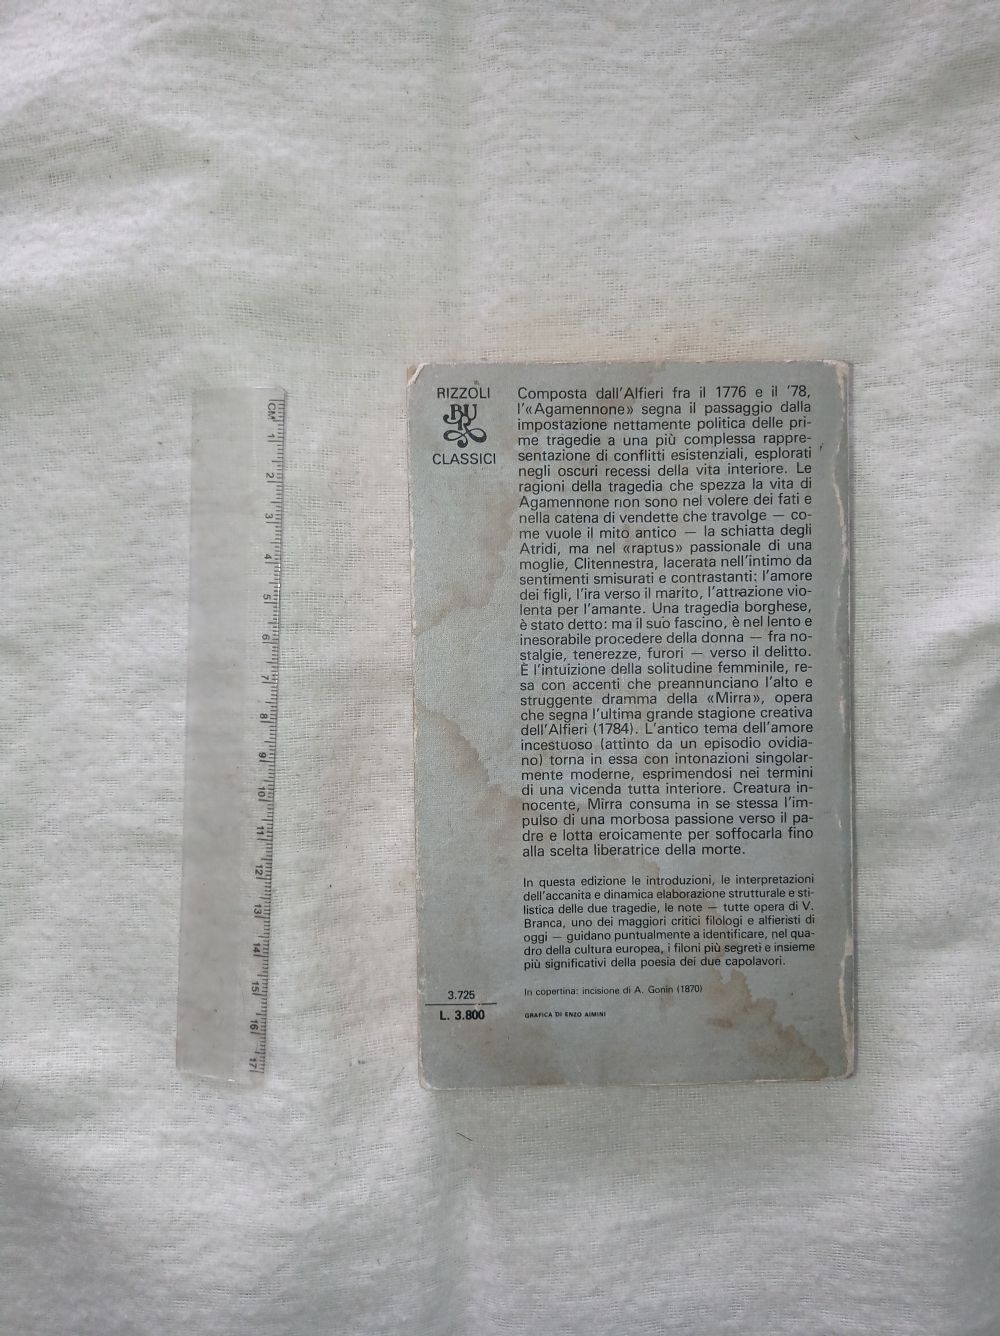 RIZZOLI
BUR
CLASSICI
Composta dall'Alfieri fra il 1776 e il '78,
l'«Agamennone» segna il passaggio dalla
impostazione nettamente politica delle pri-
me tragedie a una più complessa rappre-
sentazione di conflitti esistenziali, esplorati
negli oscuri recessi della vita interiore. Le
ragioni della tragedia che spezza la vita di
Agamennone non sono nel volere dei fati e
nella catena di vendette che travolge — co-
me vuole il mito antico — la schiatta degli
Atridi, ma nel «raptus» passionale di una
moglie, Clitennestra, lacerata nell'intimo da
sentimenti smisurati e contrastanti: l'amore
dei figli, l'ira verso il marito, l'attrazione vio-
lenta per l'amante. Una tragedia borghese,
è stato detto: ma il suo fascino, è nel lento e
inesorabile procedere della donna — fra no-
stalgie, tenerezze, furori — verso il delitto.
È l'intuizione della solitudine femminile, re-
sa con accenti che preannunciano l'alto e
struggente dramma della «Mirra», opera
che segna l'ultima grande stagione creativa
dell'Alfieri (1784). L'antico tema dell'amore
incestuoso (attinto da un episodio ovidia-
no) torna in essa con intonazioni singolar-
mente moderne, esprimendosi nei termini
di una vicenda tutta interiore. Creatura in-
nocente, Mirra consuma in se stessa l'im-
pulso di una morbosa passione verso il pa-
dre e lotta eroicamente per soffocarla fino
alla scelta liberatrice della morte.
In questa edizione le introduzioni, le interpretazioni
dell'accanita e dinamica elaborazione strutturale e sti-
listica delle due tragedie, le note — tutte opera di V.
Branca, uno dei maggiori critici filologi e alfieristi di
oggi — guidano puntualmente a identificare, nel qua-
dro della cultura europea, i filoni più segreti e insieme
più significativi della poesia dei due capolavori.
In copertina: incisione di A. Gonin (1870)
GRAFICA DI ENZO AIMINI
3.725
L. 3.800
CM 1 2 3 4 5 6 7 8 9 10 11 12 13 14 15 16 17